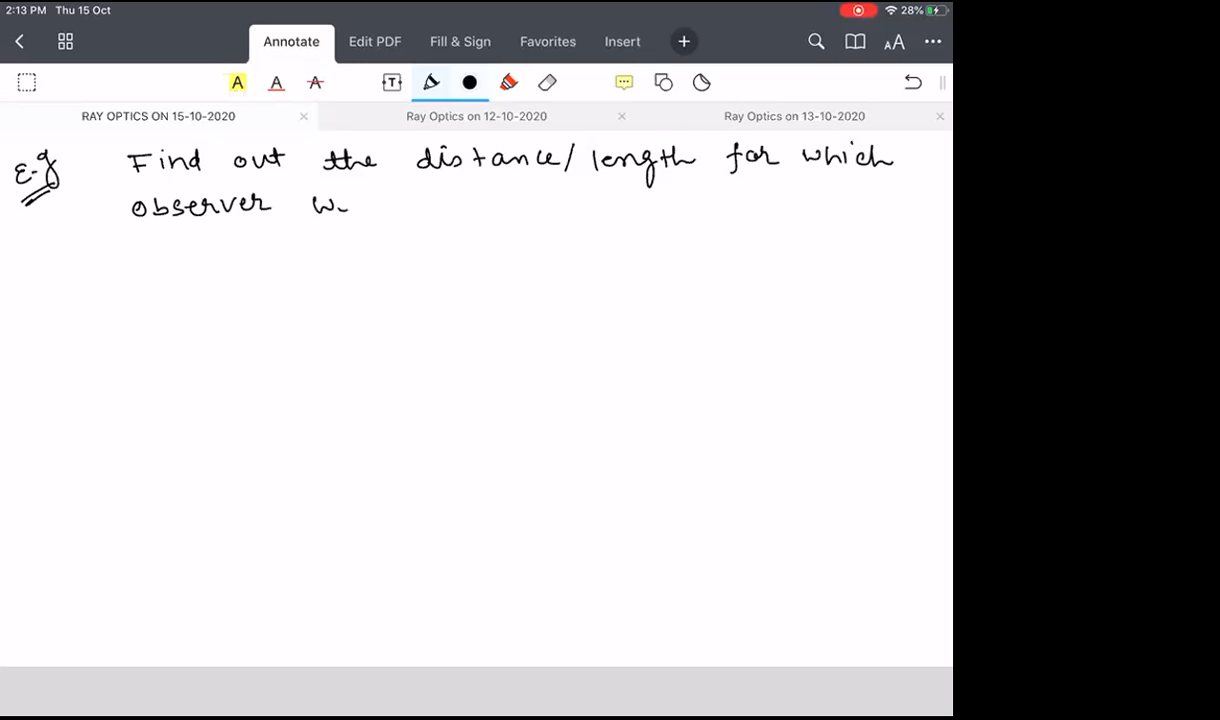 2:13 PM Thu 15 Oct 28%
Annotate Edit PDF Fill & Sign Favorites Insert
RAY OPTICS ON 15-10-2020 Ray Optics on 12-10-2020 Ray Optics on 13-10-2020
E.g Find out the distance/length for which
observer w